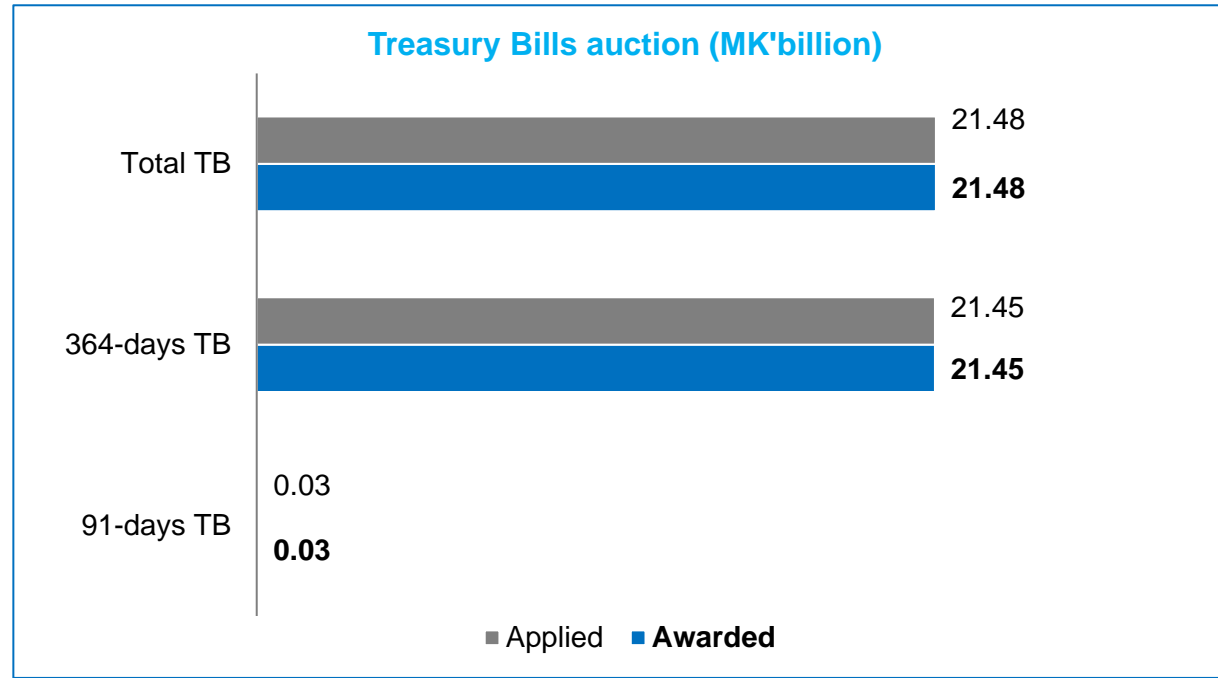 Treasury Bills auction (MK'billion)
21.48
Total TB
21.48
21.45
364-days TB
21.45
0.03
91-days TB
0.03
Applied Awarded